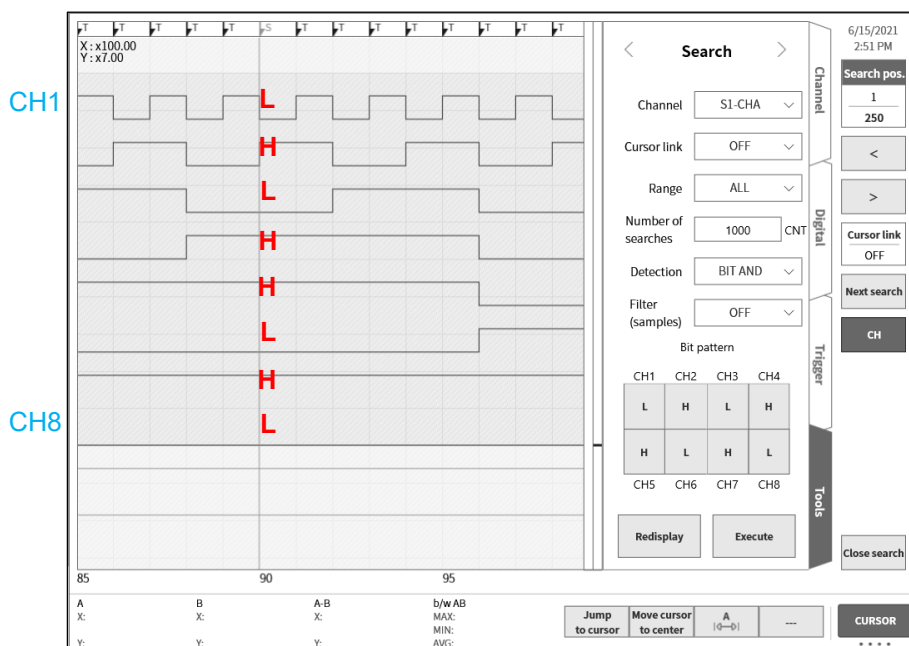 T T T T T S T T T T T T T T
X : x100.00
Y : x7.00
CH1
L
H
L
H
H
L
H
L
CH8
85 90 95
Search
Channel S1-CHA
Cursor link OFF
Range ALL
Number of
searches 1000 CNT
Detection BIT AND
Filter
(samples) OFF
Bit pattern
CH1 CH2 CH3 CH4
L H L H
H L H L
CH5 CH6 CH7 CH8
Redisplay Execute
Channel
Digital
Trigger
Tools
6/15/2021
2:51 PM
Search pos.
1
250
<
>
Cursor link
OFF
Next search
CH
Close search
A B A-B b/w AB
X: X: X: MAX:
MIN:
Y: Y: Y: AVG:
Jump
to cursor
Move cursor
to center
A
---
CURSOR